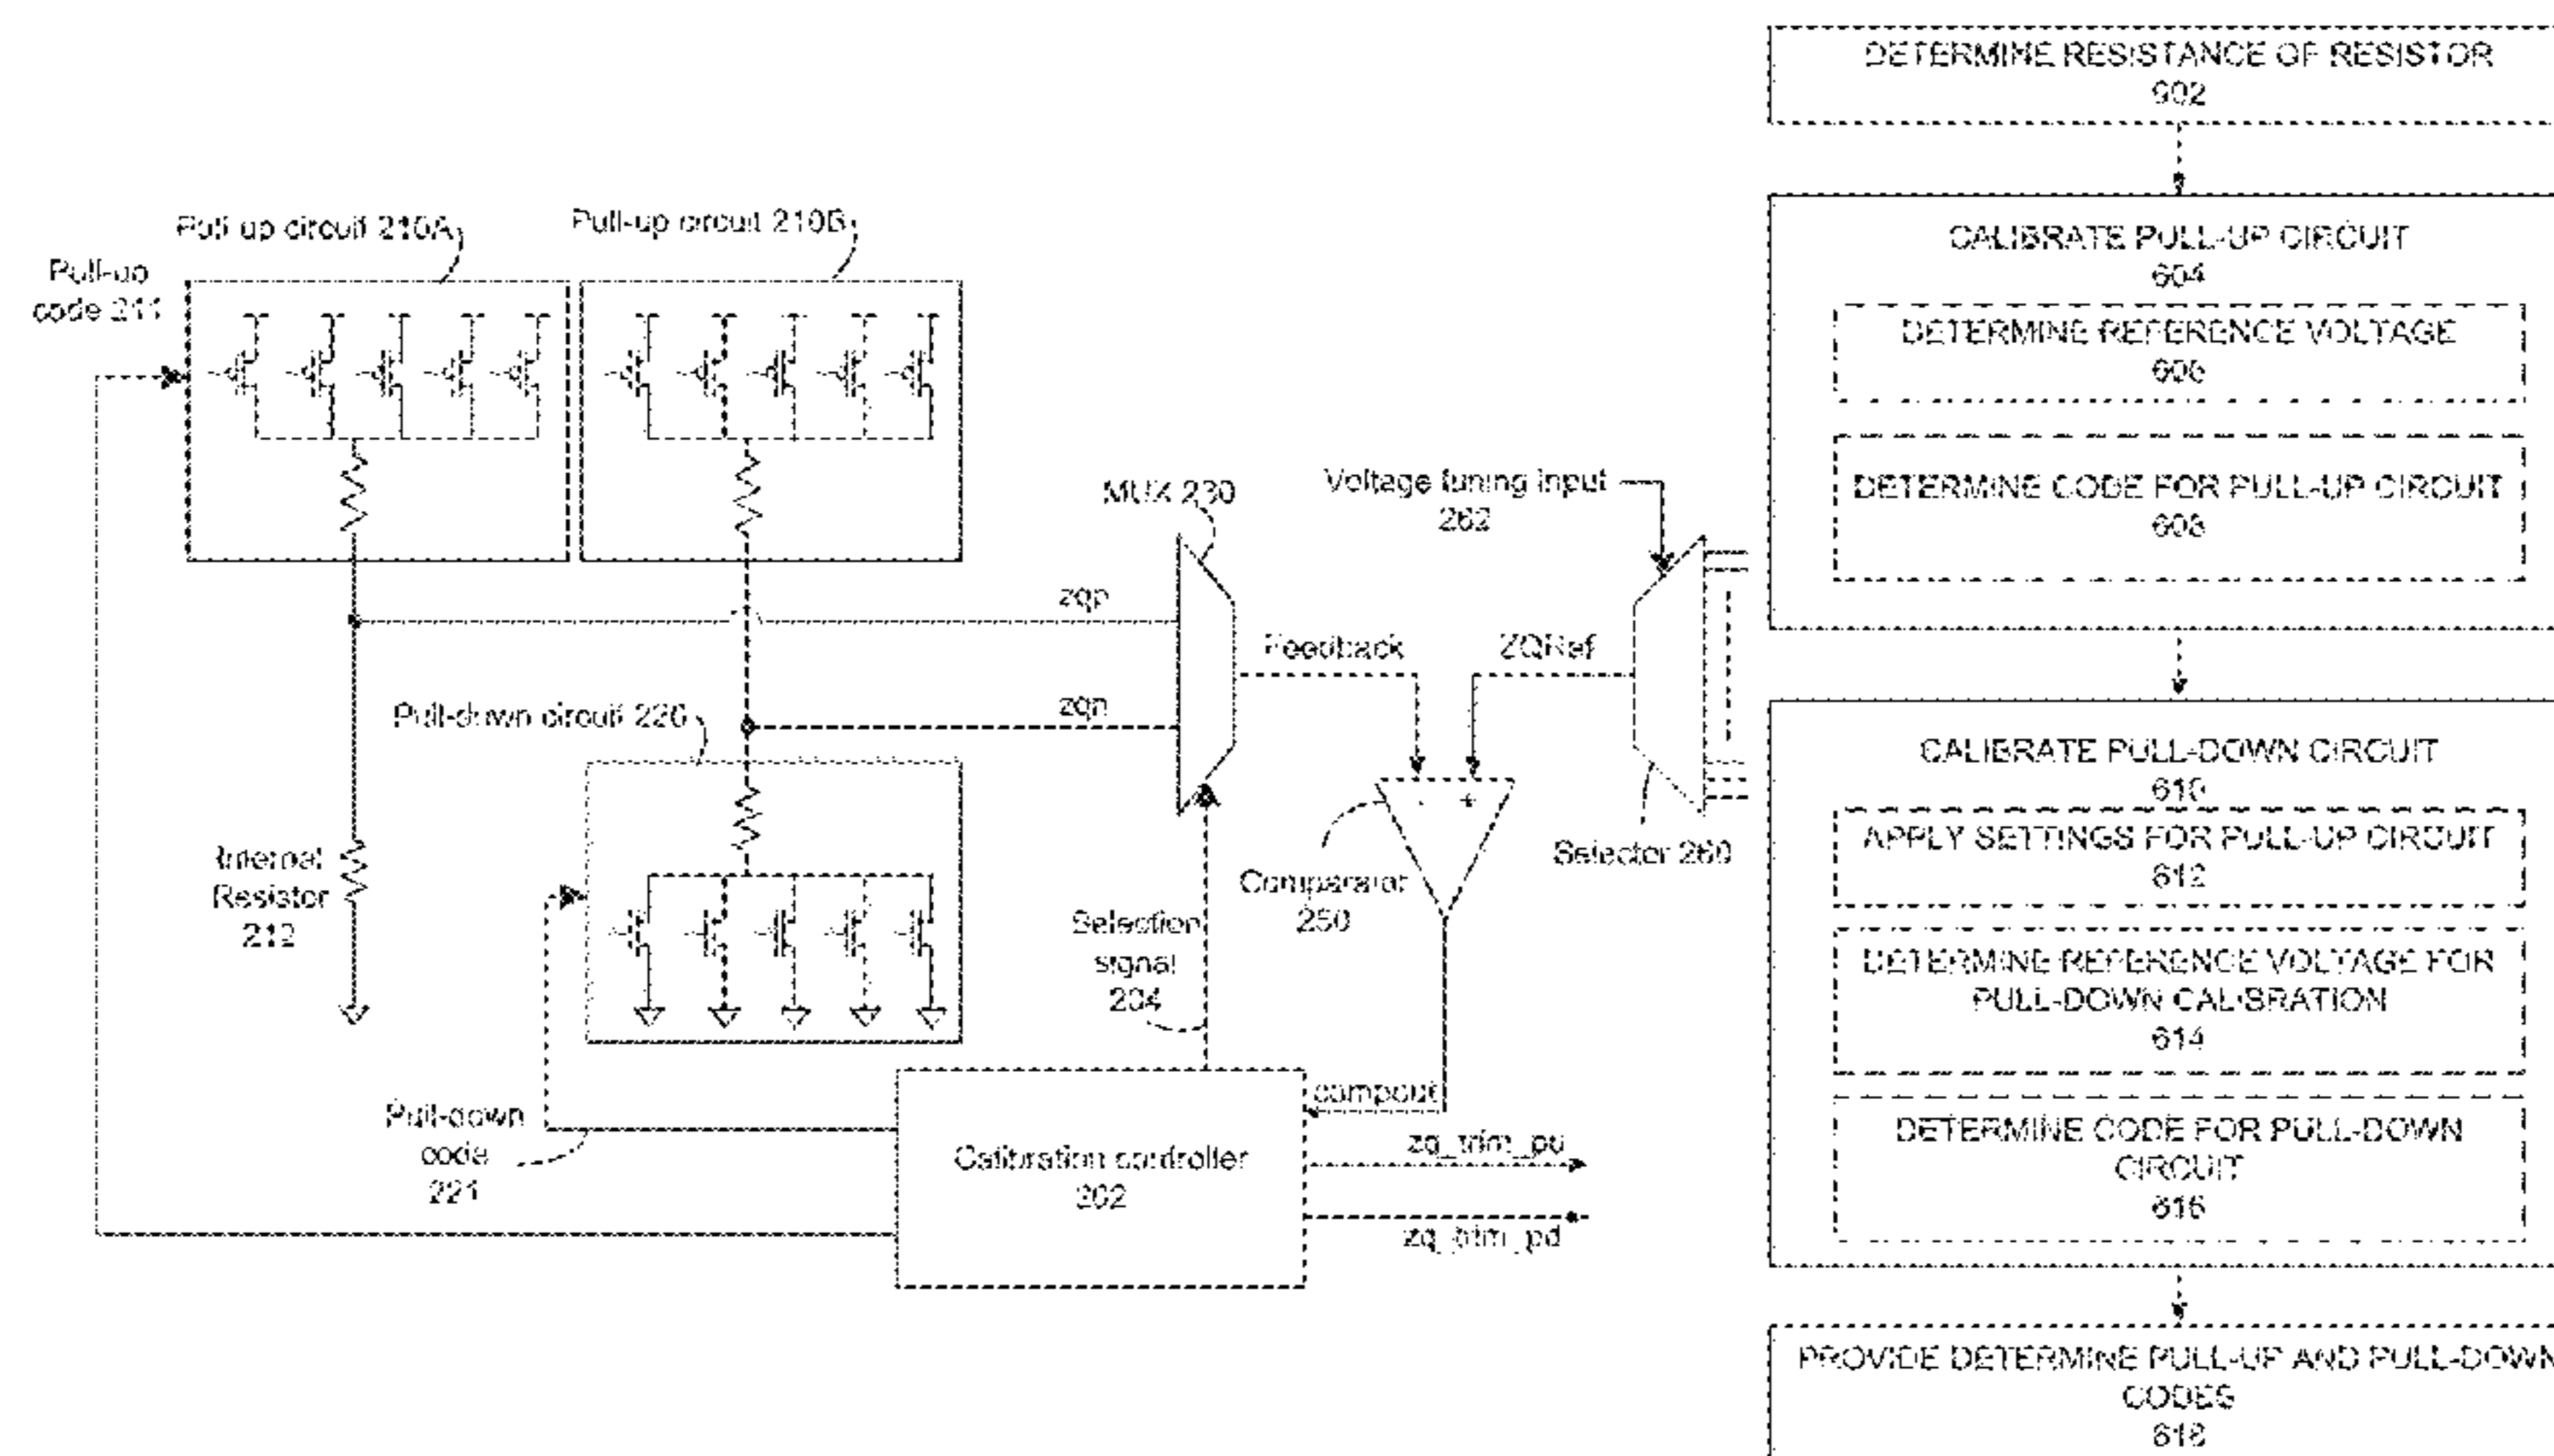 Pull-up circuit 210A
Pull-up circuit 210B
Pull-up
code 211
MUX 230
Voltage tuning input
262
zqp
Feedback
ZQRef
zqn
Pull-down circuit 220
-
+
Internal
Resistor
212
Comparator
250
Selector 260
Selection
signal
204
compout
Pull-down
code
221
Calibration controller
202
zq_trim_pu
zq_trim_pd
DETERMINE RESISTANCE OF RESISTOR
602
CALIBRATE PULL-UP CIRCUIT
604
DETERMINE REFERENCE VOLTAGE
606
DETERMINE CODE FOR PULL-UP CIRCUIT
608
CALIBRATE PULL-DOWN CIRCUIT
610
APPLY SETTINGS FOR PULL-UP CIRCUIT
612
DETERMINE REFERENCE VOLTAGE FOR
PULL-DOWN CALIBRATION
614
DETERMINE CODE FOR PULL-DOWN
CIRCUIT
616
PROVIDE DETERMINE PULL-UP AND PULL-DOWN
CODES
618